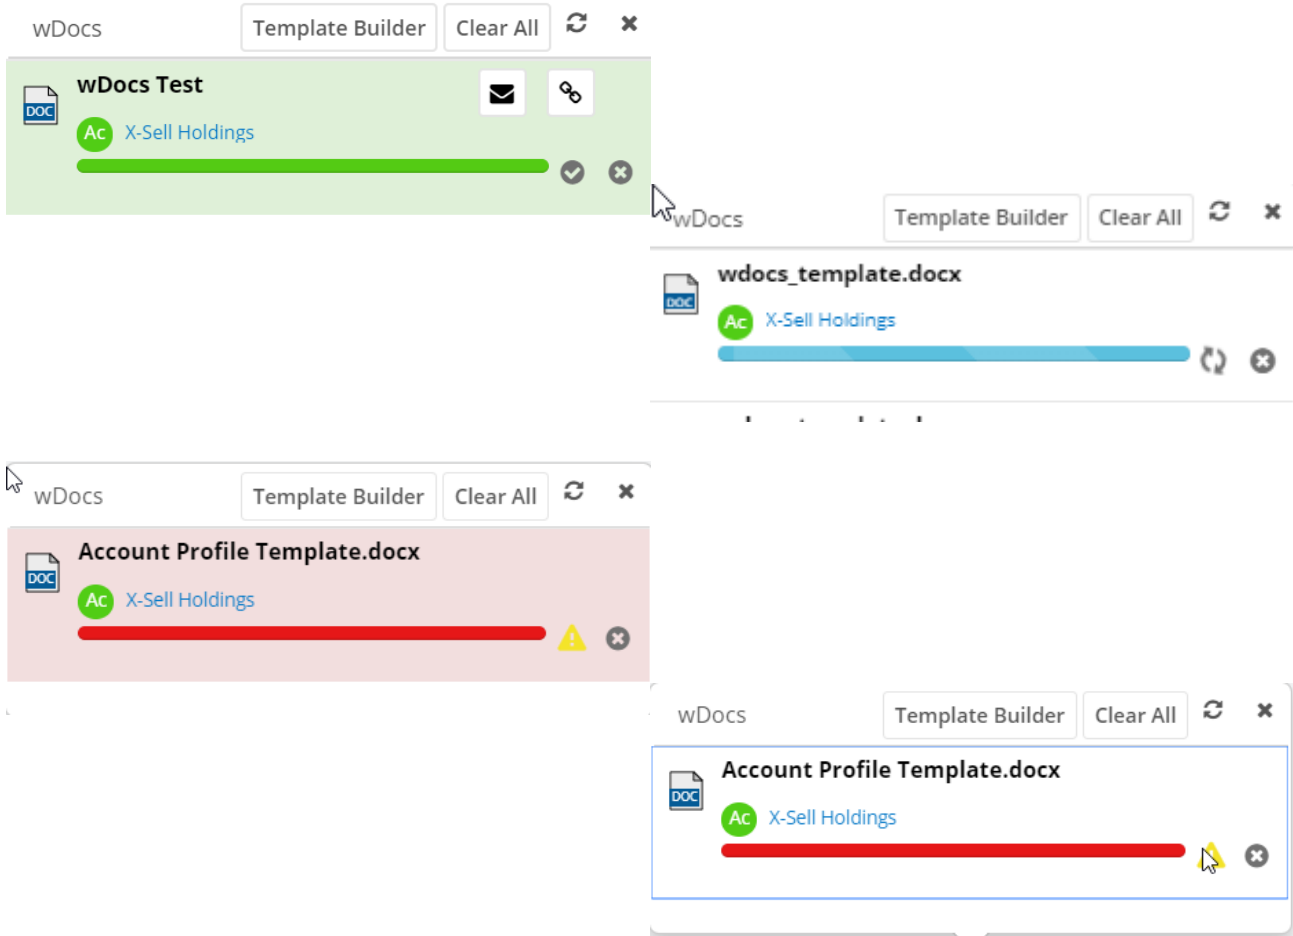 wDocs
Template Builder
Clear All
wDocs Test
DOC
Ac
X-Sell Holdings
wDocs
Template Builder
Clear All
wdocs_template.docx
DOC
Ac
X-Sell Holdings
wDocs
Template Builder
Clear All
Account Profile Template.docx
DOC
Ac
X-Sell Holdings
wDocs
Template Builder
Clear All
Account Profile Template.docx
DOC
Ac
X-Sell Holdings